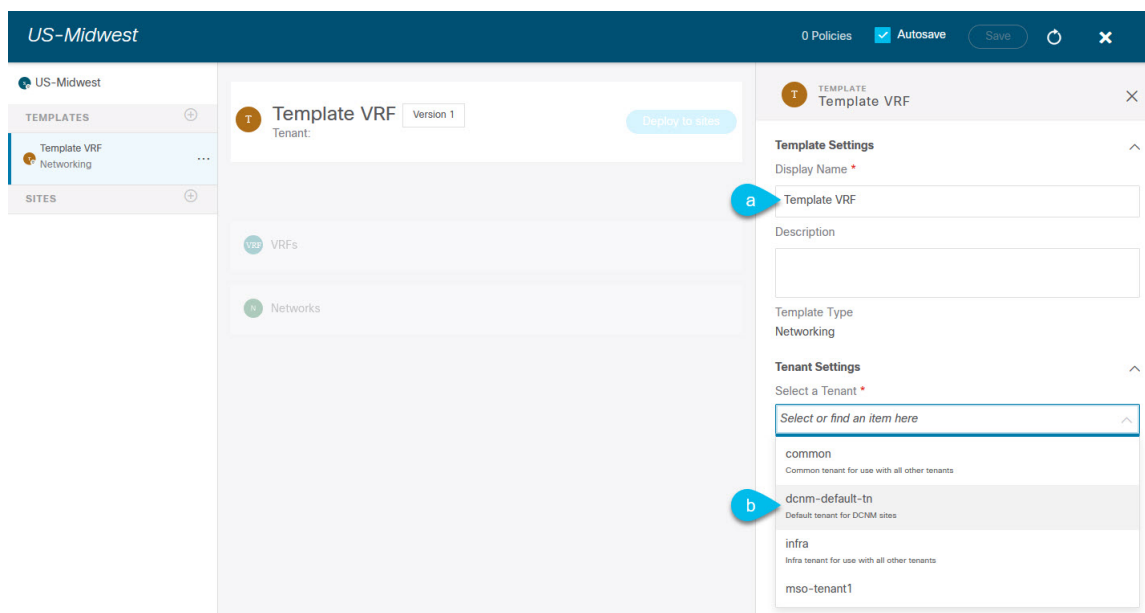 US-Midwest
0 Policies
Autosave
Save
US-Midwest
TEMPLATES
Template VRF
Networking
SITES
T
Template VRF
Version 1
Tenant:
Deploy to sites
VRF
VRFs
N
Networks
T
TEMPLATE
Template VRF
Template Settings
Display Name *
a
Template VRF
Description
Template Type
Networking
Tenant Settings
Select a Tenant *
Select or find an item here
common
Common tenant for use with all other tenants
b
dcnm-default-tn
Default tenant for DCNM sites
infra
Infra tenant for use with all other tenants
mso-tenant1